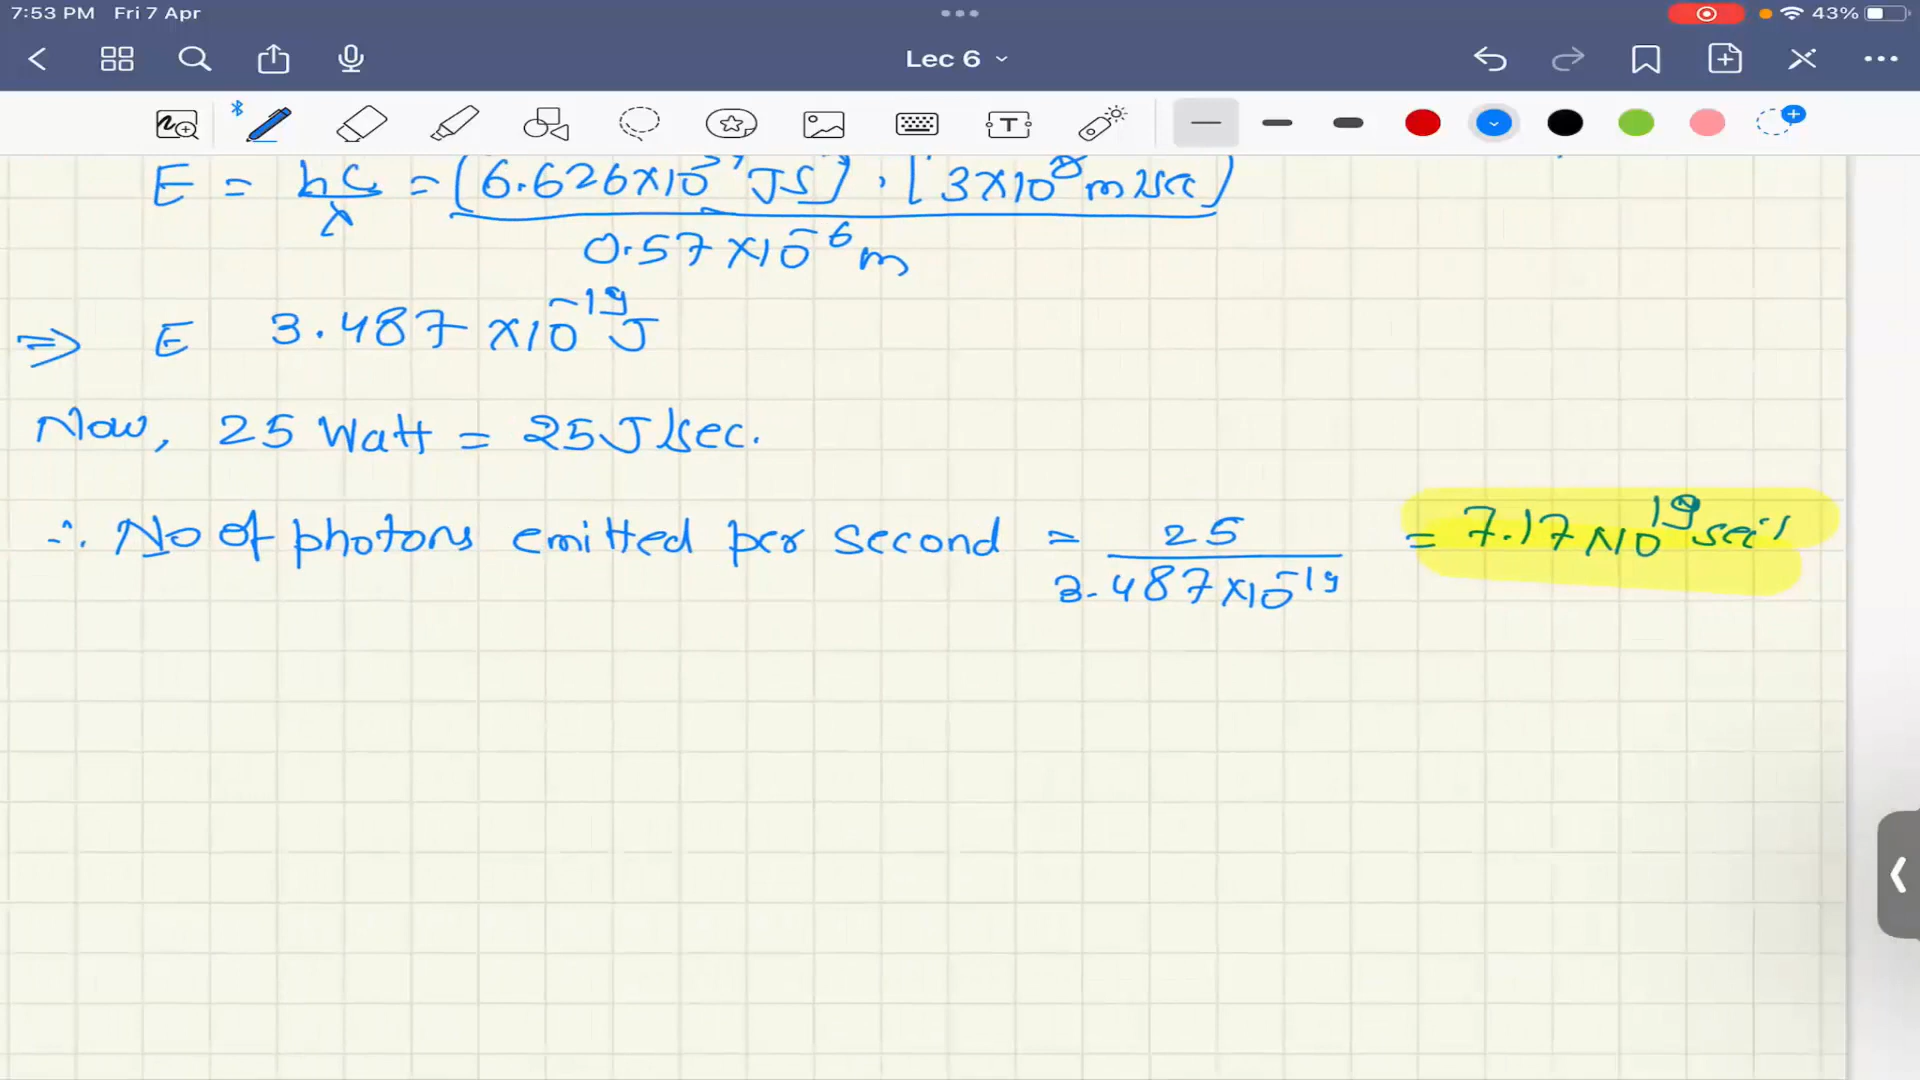 7:53 PM Fri 7 Apr 43%
Lec 6
E = hc/λ = (6.626×10⁻³⁴ JS) · (3×10⁸ m/sec)
0.57×10⁻⁶ m
⇒ E 3.487 ×10⁻¹⁹ J
Now, 25 Watt = 25 J/sec.
∴ No of photons emitted per second = 25 / 3.487×10⁻¹⁹ = 7.17×10¹⁹ sec⁻¹